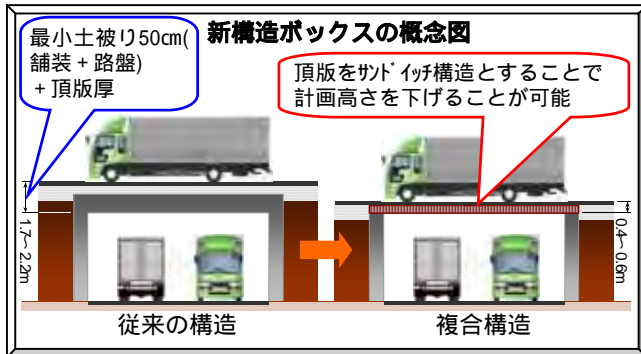 新構造ボックスの概念図
最小土被り50cm(
舗装 + 路盤)
+ 頂版厚
頂版をｻﾝﾄﾞｲｯﾁ構造とすることで
計画高さを下げることが可能
1.7～2.2m
0.4～0.6m
従来の構造
複合構造